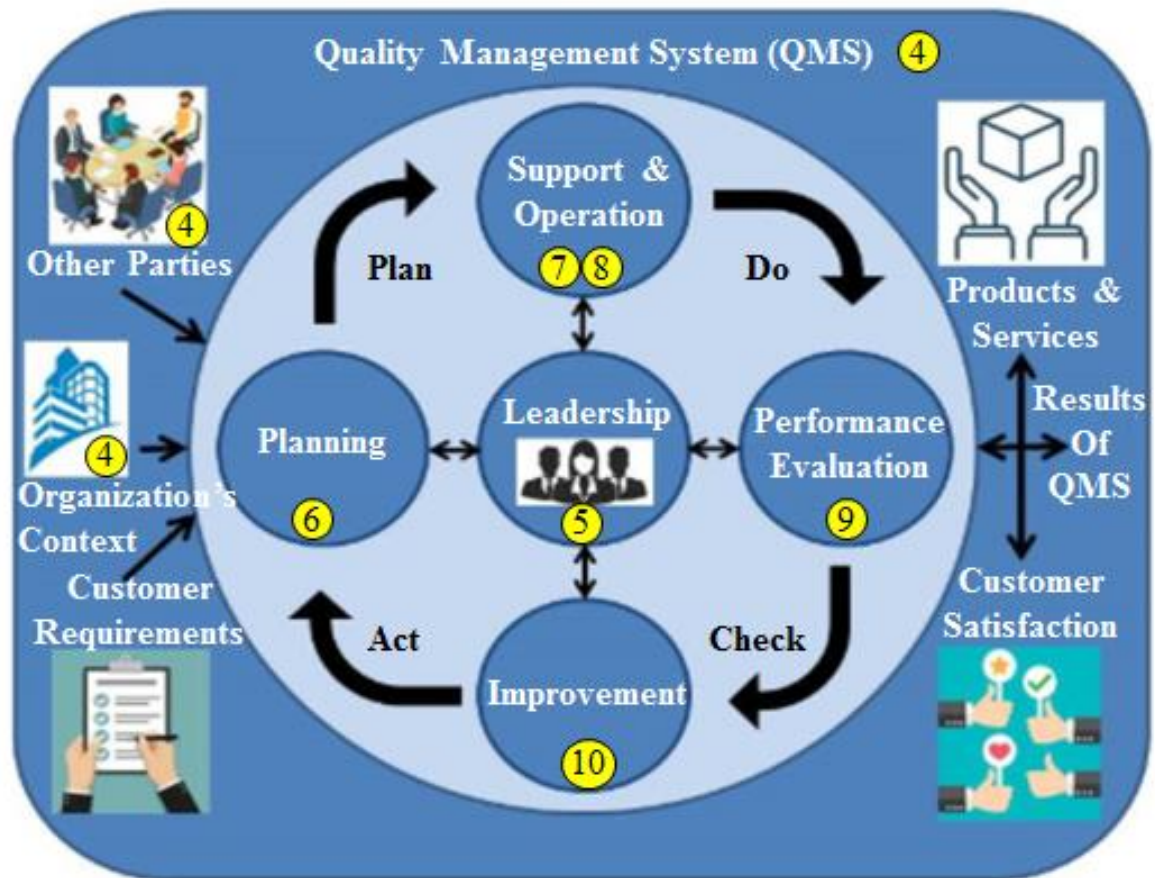 Quality Management System (QMS) 4
4
Other Parties
4
Organization's
Context
Customer
Requirements
Plan
Support &
Operation
7 8
Do
Planning
6
Leadership
5
Performance
Evaluation
9
Act
Check
Improvement
10
Products &
Services
Results
Of
QMS
Customer
Satisfaction